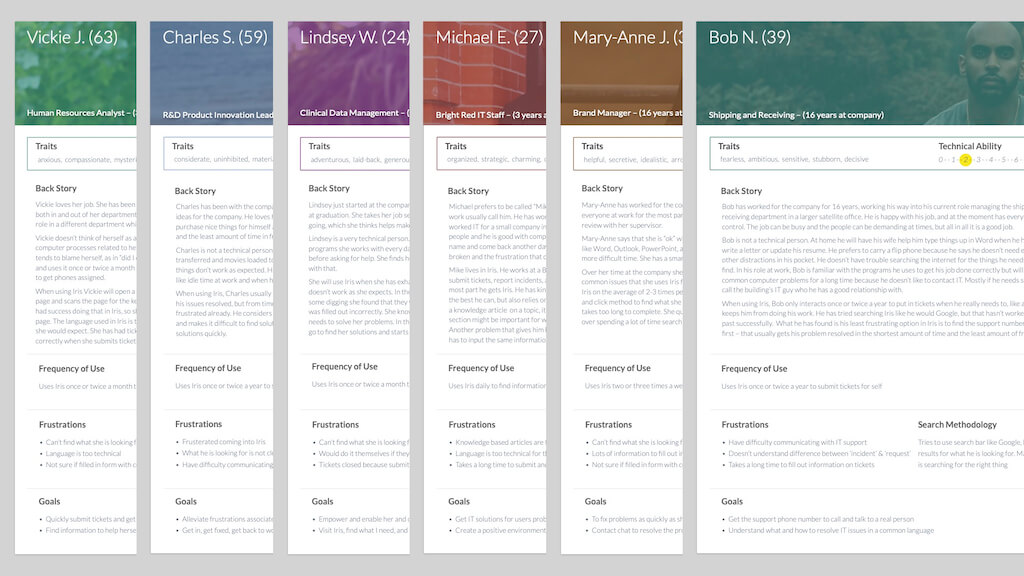 Vickie J. (63)
Human Resources Analyst – (
Traits
anxious, compassionate, mysteri
Back Story
Vickie loves her job. She has been
both in and out of her department
role in a different department whi
Vickie doesn't think of herself as a
computer processes related to he
tends to blame herself, as in "did I
and uses it once or twice a month
to get phones assigned.
When using Iris Vickie will open a
page and scans the page for the ke
had success doing that in Iris, so st
page. The language used in Iris is t
she would expect. She has had tick
correctly when she submits ticket
Frequency of Use
Uses Iris once or twice a month t
Frustrations
• Can't find what she is looking f
• Language is too technical
• Not sure if filled in form with c
Goals
• Quickly submit tickets and get
• Find information to help herse
Charles S. (59)
R&D Product Innovation Lead
Traits
considerate, uninhibited, materi
Back Story
Charles has been with the compa
ideas for the company. He loves t
purchase nice things for himself a
and the least amount of time in fr
Charles is not a technical person.
transferred and movies loaded to
things don't work as expected. H
like idle time at work and when h
When using Iris, Charles usually
his issues resolved, but from time
frustrated already. He considers
and makes it difficult to find solut
solutions quickly.
Frequency of Use
Uses Iris once or twice a year to s
Frustrations
• Frusterated coming into Iris
• What he is looking for is not cle
• Have difficulty communicating
Goals
• Alleviate frustrations associate
• Get in, get fixed, get back to wo
Lindsey W. (24)
Clinical Data Management – (
Traits
adventurous, laid-back, generou
Back Story
Lindsey just started at the compa
at graduation. She takes her job se
going, which she thinks helps mak
Lindsey is a very technical person,
programs she works with every da
before asking for help. She finds h
with that.
She will use Iris when she has exha
doesn't work as she expects. In th
some digging she found that they
was filled out incorrectly. She kno
needs to solve her problems. In th
go to find her solutions and starts
Frequency of Use
Uses Iris once or twice a month t
Frustrations
• Can't find what she is looking f
• Would do it themselves if they
• Tickets closed because submitt
Goals
• Empower and enable her and c
• Visit Iris, find what I need, and
Michael E. (27)
Bright Red IT Staff – (3 years a
Traits
organized, strategic, charming, i
Back Story
Michael prefers to be called "Mik
work usually call him. He has wor
worked IT for a small company in
people and he is good with comp
name and come back another day
broken and the frustration that c
Mike lives in Iris. He works at a B
submit tickets, report incidents, a
most part he gets Iris. He has kin
the best he can, but also relies on
a knowledge article on a topic, it
section might be important for w
Another problem that gives him t
has to input the same informatio
Frequency of Use
Uses Iris daily to find information
Frustrations
• Knowledge based articles are h
• Language is too technical for th
• Takes a long time to submit and
Goals
• Get IT solutions for users prob
• Create a positive environment
Mary-Anne J. (3
Brand Manager – (16 years at
Traits
helpful, secretive, idealistic, arro
Back Story
Mary-Anne has worked for the co
everyone at work for the most par
review with her supervisor.
Mary-Anne says that she is "ok" w
like Word, Outlook, PowerPoint, a
more difficult time. She has a smal
Over her time at the company she
common issues that she uses Iris f
Iris on the average of 2-3 times pe
and click method to find what she
takes too long to complete. She qu
over spending a lot of time search
Frequency of Use
Uses Iris two or three times a we
Frustrations
• Can't find what she is looking f
• Lots of information to fill out in
• Not sure if filled in form with c
Goals
• To fix problems as quickly as sh
• Contact chat to resolve the pro
Bob N. (39)
Shipping and Receiving – (16 years at company)
Traits
fearless, ambitious, sensitive, stubborn, decisive
Technical Ability
0 - - 1 - - 2 - - 3 - - 4 - - 5 - - 6 -
Back Story
Bob has worked for the company for 16 years, working his way into his current role managing the ship
receiving department in a larger satellite office. He is happy with his job, and at the moment has every
control. The job can be busy and the people can be demanding at times, but all in all it is a good job.
Bob is not a technical person. At home he will have his wife help him type things up in Word when he h
write a letter or update his resume. He prefers to carry a flip phone because he says he doesn't need e
other distractions in his pocket. He doesn't have trouble searching the internet for the things he need
find. In his role at work, Bob is familiar with the programs he uses to get his job done correctly but will
common computer problems for a long time because he doesn't like to contact IT. Mostly if he needs s
call the building's IT guy who he has a good relationship with.
When using Iris, Bob only interacts once or twice a year to put in tickets when he really needs to, like a
keeps him from doing his work. He has tried searching Iris like he would Google, but that hasn't worke
past successfully. What he has found is his least frustrating option in Iris is to find the support number
first – that usually gets his problem resolved in the shortest amount of time and the least amount of fr
Frequency of Use
Uses Iris once or twice a year to submit tickets for self
Frustrations
• Have difficulty communicating with IT support
• Doesn't understand difference between 'incident' & 'request'
• Takes a long time to fill out information on tickets
Search Methodology
Tries to use search bar like Google,
results for what he is looking for. M
is searching for the right thing
Goals
• Get the support phone number to call and talk to a real person
• Understand what and how to resolve IT issues in a common language